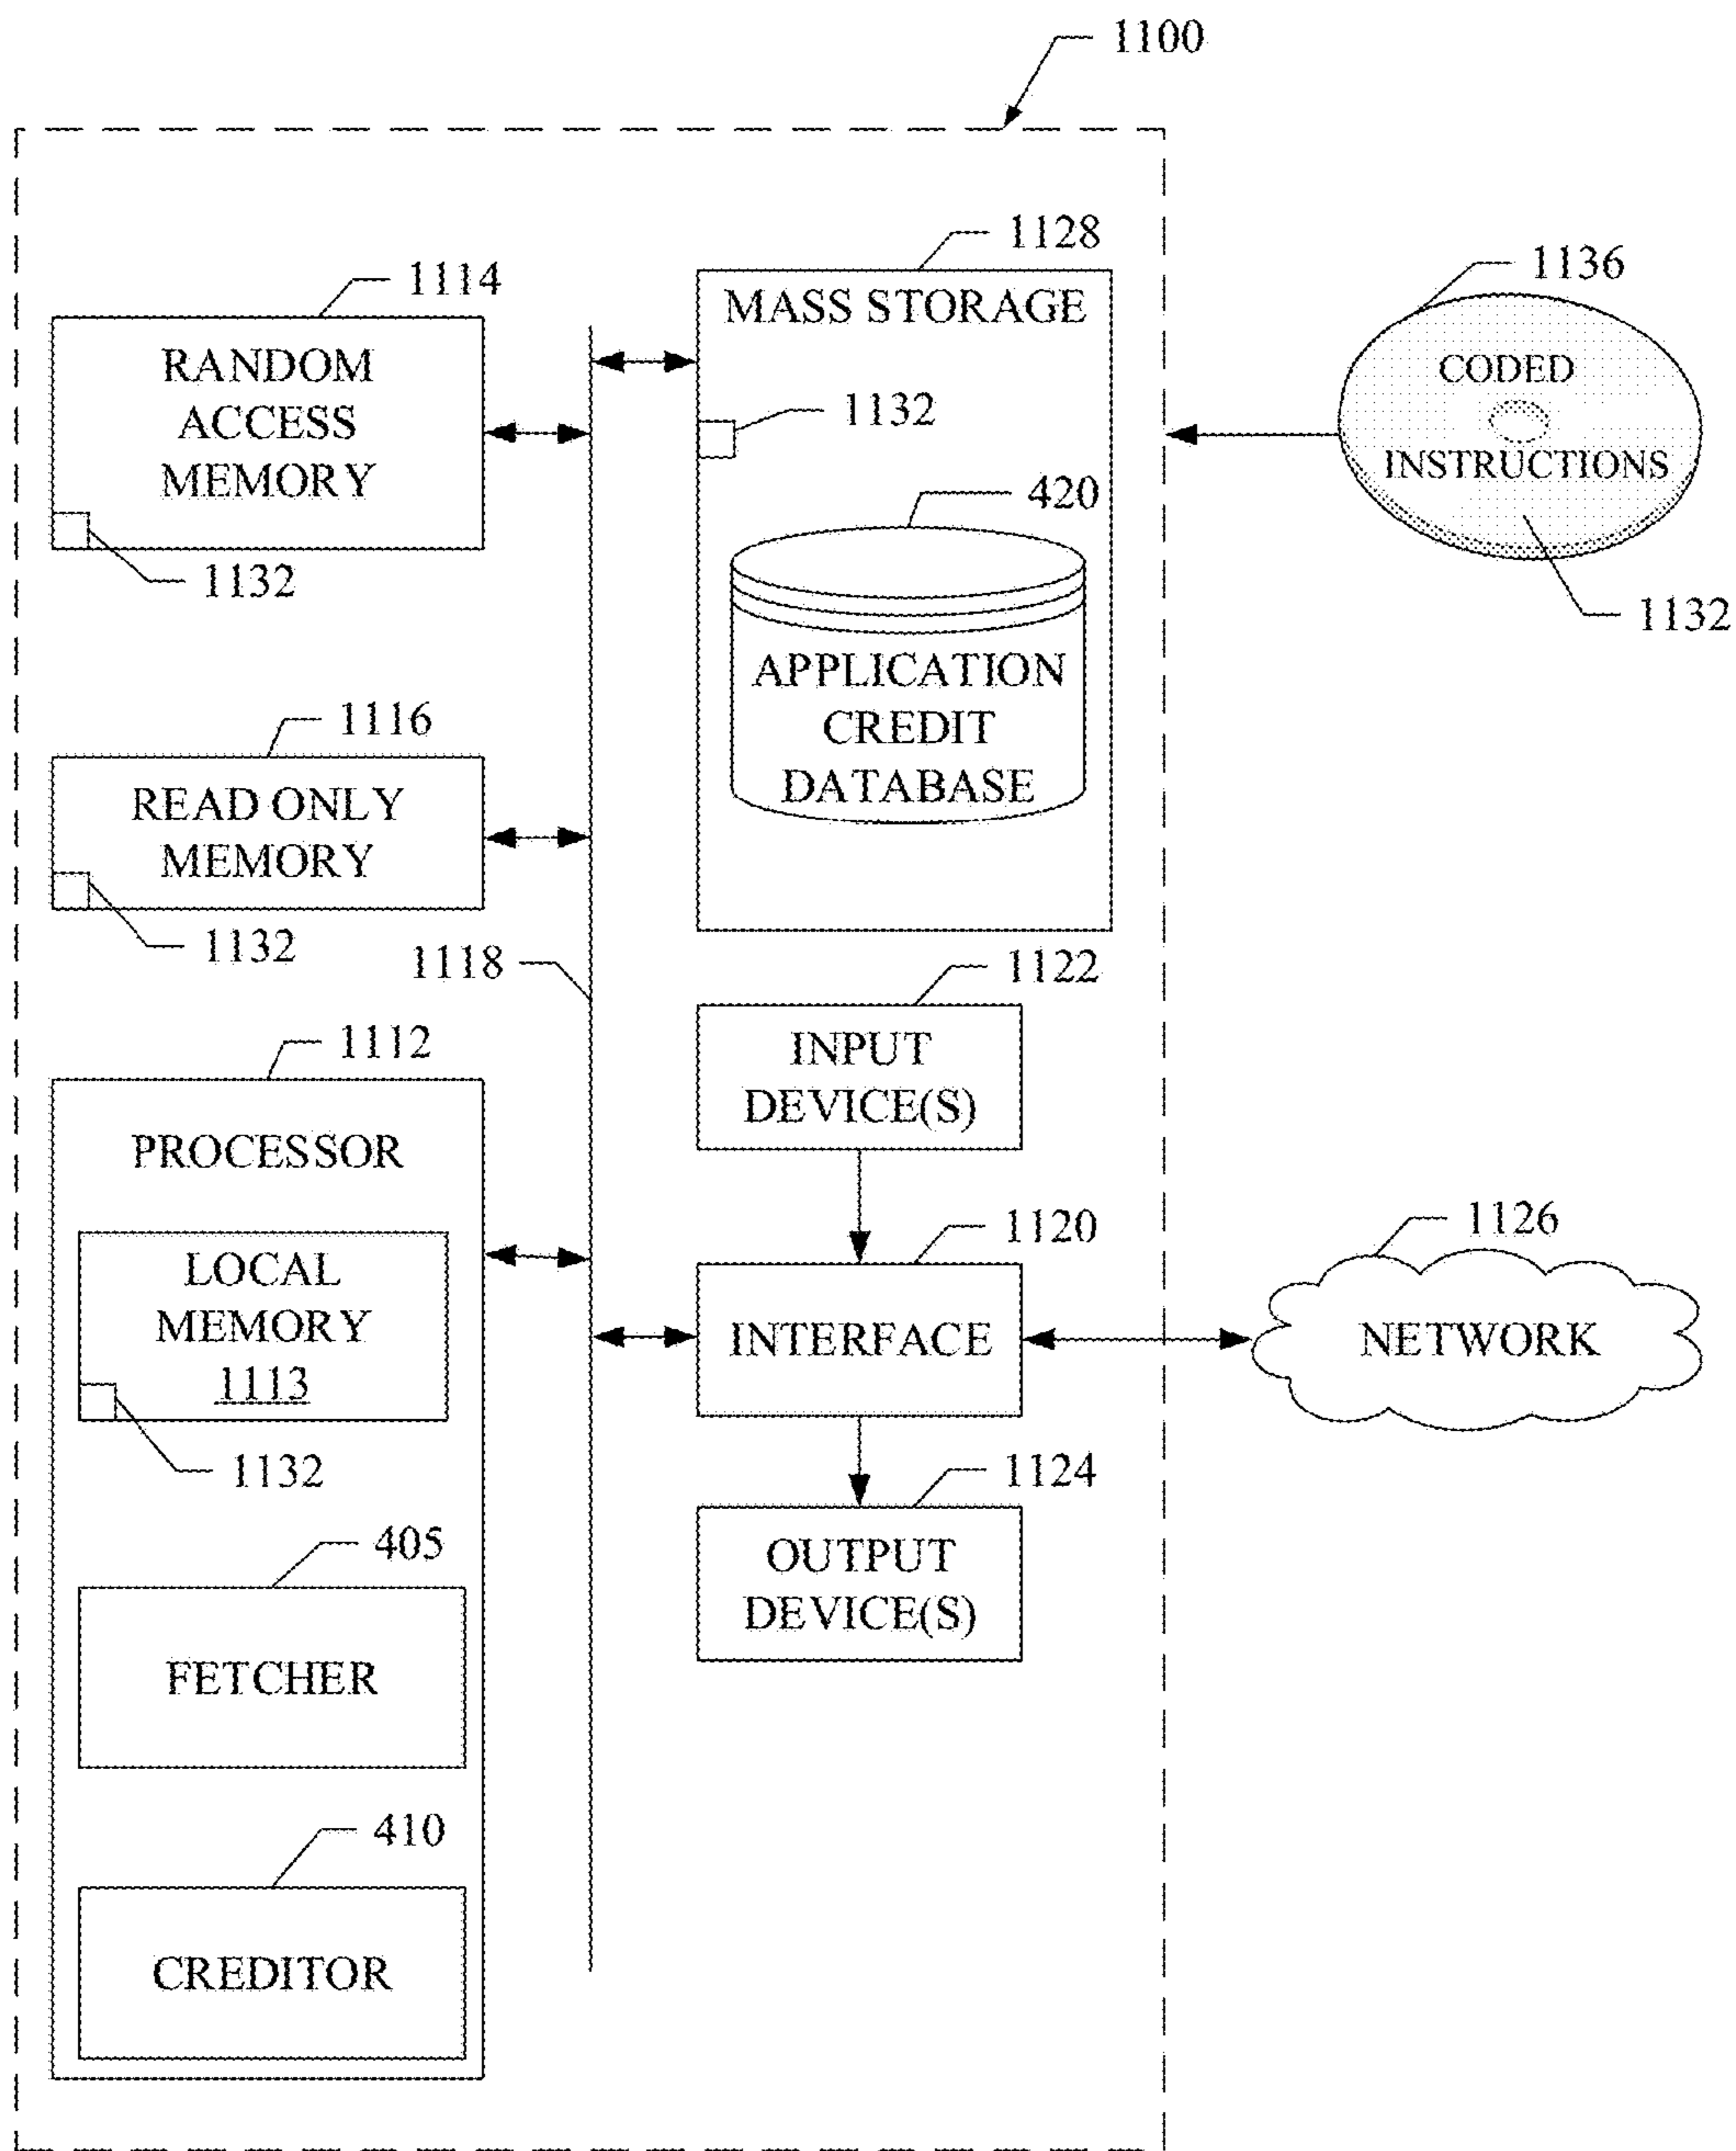 1100
1128
1136
1114
MASS STORAGE
RANDOM
ACCESS
MEMORY
CODED
INSTRUCTIONS
1132
420
1132
1132
APPLICATION
CREDIT
DATABASE
1116
READ ONLY
MEMORY
1132
1118
1122
INPUT
DEVICE(S)
1112
PROCESSOR
LOCAL
MEMORY
1113
1132
1120
INTERFACE
1126
NETWORK
1124
OUTPUT
DEVICE(S)
405
FETCHER
410
CREDITOR